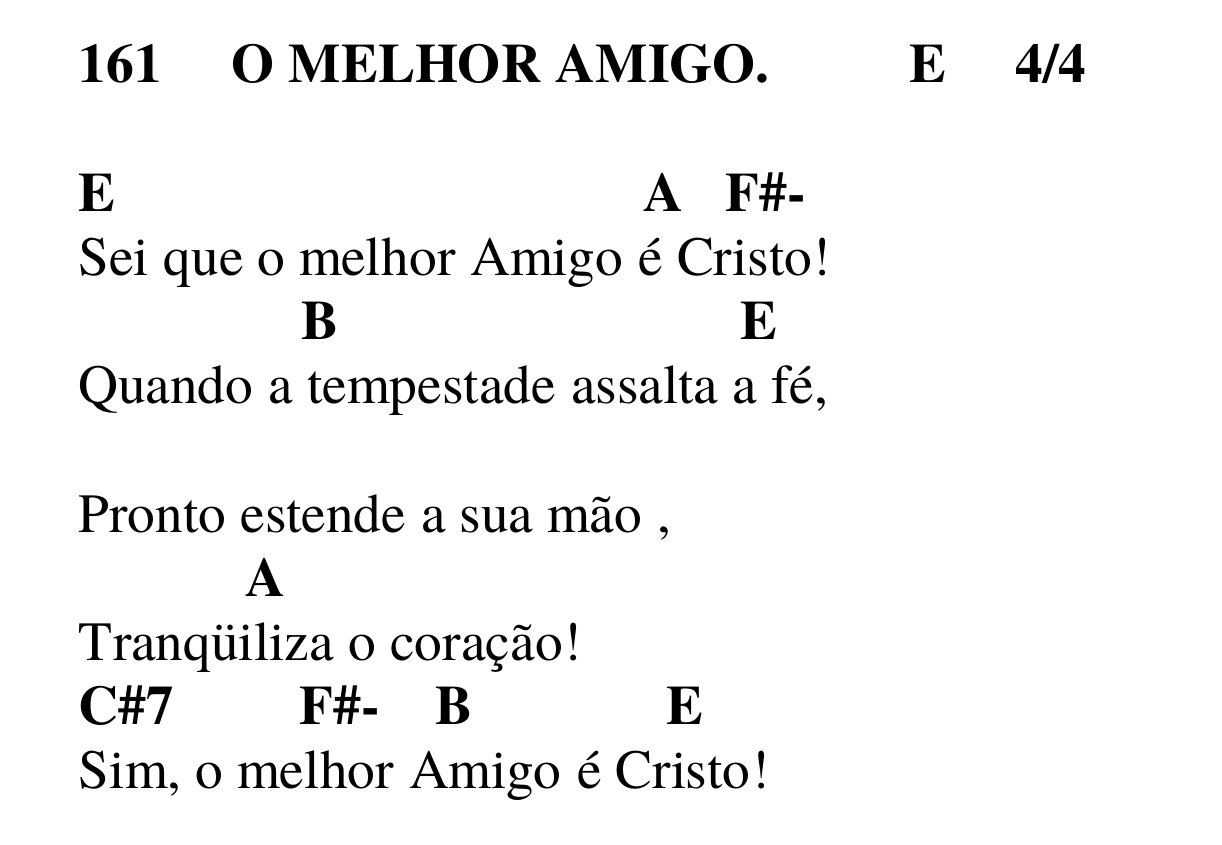 161 O MELHOR AMIGO. E 4/4
E A F#-
Sei que o melhor Amigo é Cristo!
B E
Quando a tempestade assalta a fé,
Pronto estende a sua mão ,
A
Tranqüiliza o coração!
C#7 F#- B E
Sim, o melhor Amigo é Cristo!